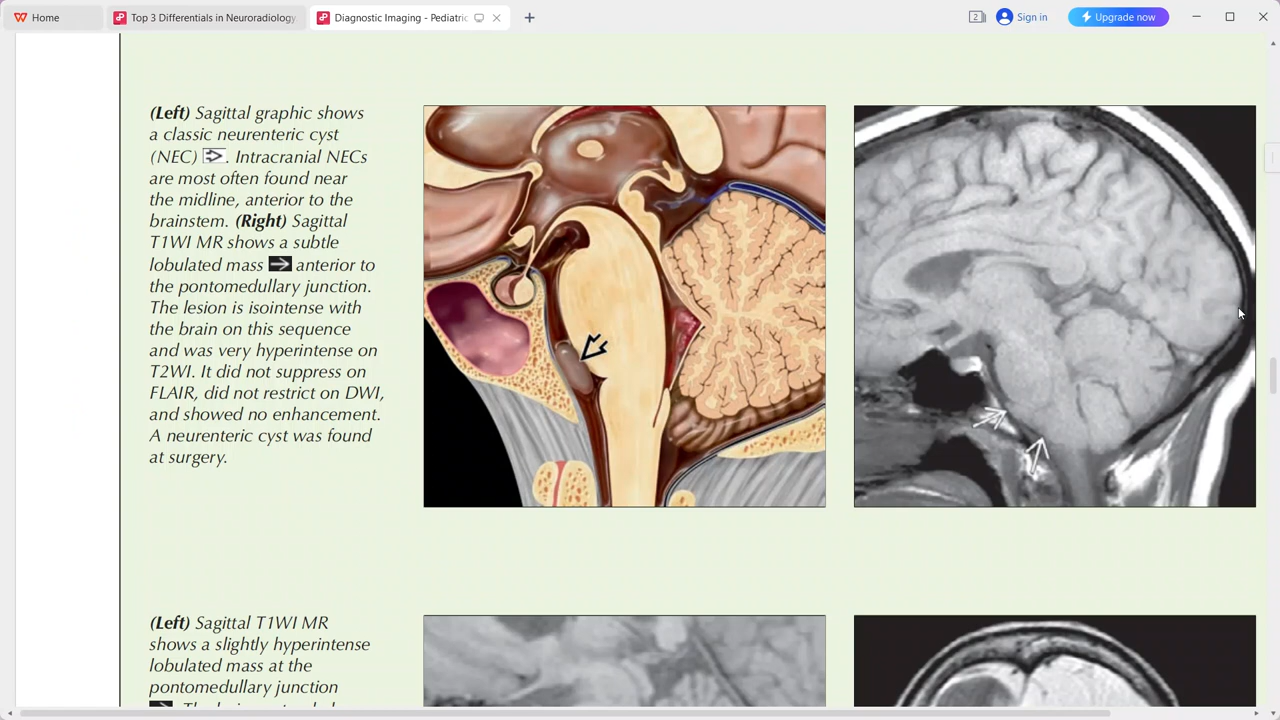 Home
Top 3 Differentials in Neuroradiology.
Diagnostic Imaging - Pediatric
2
Sign in
Upgrade now
(Left) Sagittal graphic shows
a classic neurenteric cyst
(NEC) . Intracranial NECs
are most often found near
the midline, anterior to the
brainstem. (Right) Sagittal
T1WI MR shows a subtle
lobulated mass anterior to
the pontomedullary junction.
The lesion is isointense with
the brain on this sequence
and was very hyperintense on
T2WI. It did not suppress on
FLAIR, did not restrict on DWI,
and showed no enhancement.
A neurenteric cyst was found
at surgery.
(Left) Sagittal T1WI MR
shows a slightly hyperintense
lobulated mass at the
pontomedullary junction